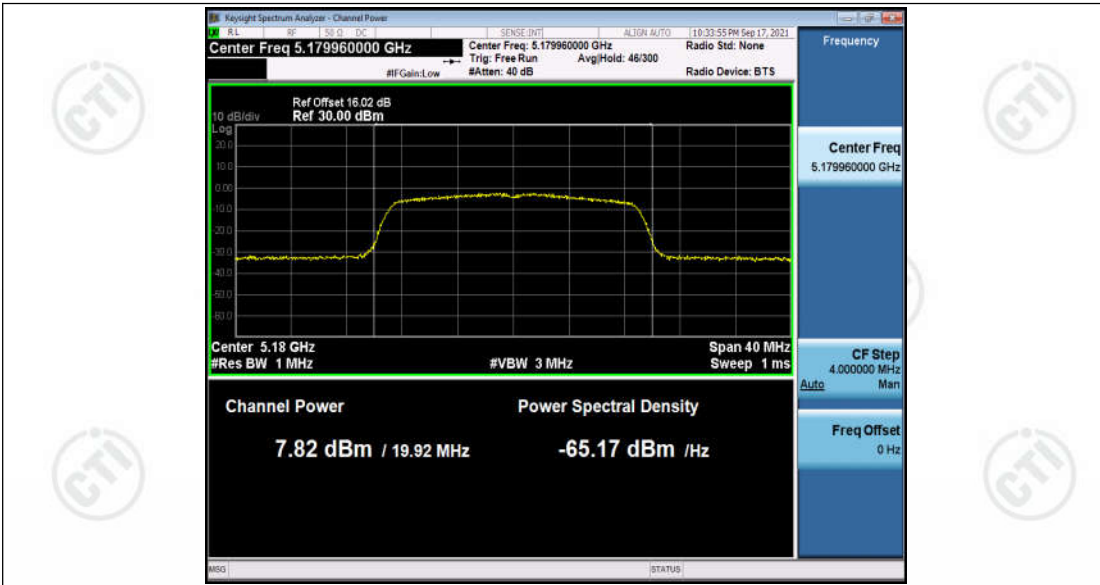 Keysight Spectrum Analyzer - Channel Power
RL RF 50 Ω DC SENSE:INT ALIGN AUTO 10:33:55 PM Sep 17, 2021
Center Freq 5.179960000 GHz Center Freq: 5.179960000 GHz Radio Std: None Frequency
Trig: Free Run Avg|Hold: 46/300
#IFGain:Low #Atten: 40 dB Radio Device: BTS
Ref Offset 16.02 dB
10 dB/div Ref 30.00 dBm
Log
20.0
10.0
0.00
-10.0
-20.0
-30.0
-40.0
-50.0
-60.0
Center 5.18 GHz Span 40 MHz
#Res BW 1 MHz #VBW 3 MHz Sweep 1 ms
Channel Power Power Spectral Density
7.82 dBm / 19.92 MHz -65.17 dBm /Hz
Center Freq
5.179960000 GHz
CF Step
4.000000 MHz
Auto Man
Freq Offset
0 Hz
MSG STATUS
CTI
CTI
CTI
CTI